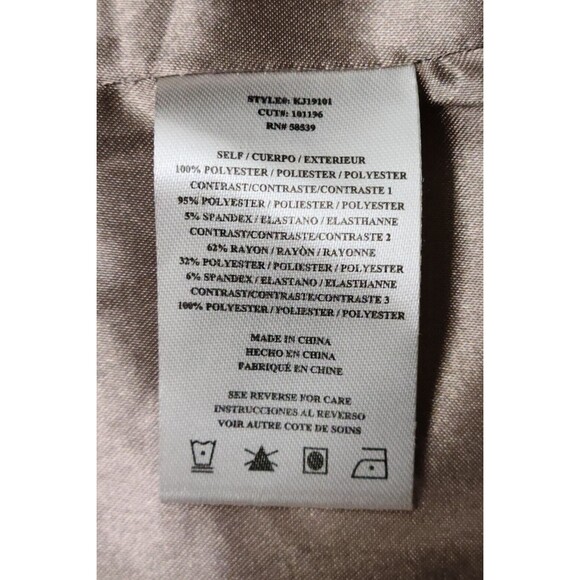 STYLE#: KJ19101
CUT#: 101196
RN# 58539
SELF / CUERPO / EXTERIEUR
100% POLYESTER / POLIESTER / POLYESTER
CONTRAST/CONTRASTE/CONTRASTE 1
95% POLYESTER / POLIESTER / POLYESTER
5% SPANDEX / ELASTANO / ELASTHANNE
CONTRAST/CONTRASTE/CONTRASTE 2
62% RAYON / RAYÓN / RAYONNE
32% POLYESTER / POLIESTER / POLYESTER
6% SPANDEX / ELASTANO / ELASTHANNE
CONTRAST/CONTRASTE/CONTRASTE 3
100% POLYESTER / POLIESTER / POLYESTER
MADE IN CHINA
HECHO EN CHINA
FABRIQUÉ EN CHINE
SEE REVERSE FOR CARE
INSTRUCCIONES AL REVERSO
VOIR AUTRE COTE DE SOINS